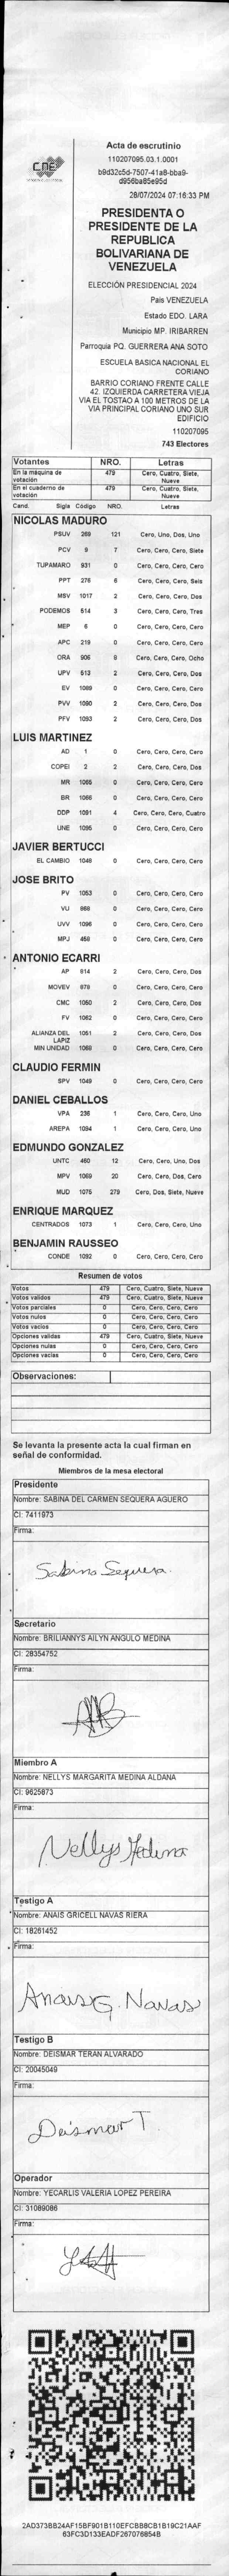 CNE
Acta de escrutinio
110207095.03.1.0001
b9d32c5d-7507-41a8-bba9-
d956ba85e95d
28/07/2024 07:16:33 PM
PRESIDENTA O
PRESIDENTE DE LA
REPUBLICA
BOLIVARIANA DE
VENEZUELA
ELECCIÓN PRESIDENCIAL 2024
País VENEZUELA
Estado EDO. LARA
Municipio MP. IRIBARREN
Parroquia PQ. GUERRERA ANA SOTO
ESCUELA BASICA NACIONAL EL
CORIANO
BARRIO CORIANO FRENTE CALLE
42. IZQUIERDA CARRETERA VIEJA
VIA EL TOSTAO A 100 METROS DE LA
VIA PRINCIPAL CORIANO UNO SUR
EDIFICIO
110207095
743 Electores
Votantes NRO. Letras
En la máquina de votación 479 Cero, Cuatro, Siete, Nueve
En el cuaderno de votación 479 Cero, Cuatro, Siete, Nueve
Cand. Sigla Código NRO. Letras
NICOLAS MADURO
PSUV 269 121 Cero, Uno, Dos, Uno
PCV 9 7 Cero, Cero, Cero, Siete
TUPAMARO 931 0 Cero, Cero, Cero, Cero
PPT 276 6 Cero, Cero, Cero, Seis
MSV 1017 2 Cero, Cero, Cero, Dos
PODEMOS 514 3 Cero, Cero, Cero, Tres
MEP 6 0 Cero, Cero, Cero, Cero
APC 219 0 Cero, Cero, Cero, Cero
ORA 906 Cero, Cero, Cero, Ocho
UPV 513 2 Cero, Cero, Cero, Dos
EV 1089 0 Cero, Cero, Cero, Cero
PVV 1090 2 Cero, Cero, Cero, Dos
PFV 1093 2 Cero, Cero, Cero, Dos
LUIS MARTINEZ
AD 1 0 Cero, Cero, Cero, Cero
COPEI 2 2 Cero, Cero, Cero, Dos
MR 1065 0 Cero, Cero, Cero, Cero
BR 1066 0 Cero, Cero, Cero, Cero
DDP 1091 4 Cero, Cero, Cero, Cuatro
UNE 1095 0 Cero, Cero, Cero, Cero
JAVIER BERTUCCI
EL CAMBIO 1048 0 Cero, Cero, Cero, Cero
JOSE BRITO
PV 1053 0 Cero, Cero, Cero, Cero
VU 868 0 Cero, Cero, Cero, Cero
UVV 1096 0 Cero, Cero, Cero, Cero
MPJ 459 0 Cero, Cero, Cero, Cero
ANTONIO ECARRI
AP 814 2 Cero, Cero, Cero, Dos
MOVEV 879 0 Cero, Cero, Cero, Cero
CMC 1050 2 Cero, Cero, Cero, Dos
FV 1062 0 Cero, Cero, Cero, Cero
ALIANZA DEL LAPIZ 1051 2 Cero, Cero, Cero, Dos
MIN UNIDAD 1068 0 Cero, Cero, Cero, Cero
CLAUDIO FERMIN
SPV 1049 0 Cero, Cero, Cero, Cero
DANIEL CEBALLOS
VPA 236 1 Cero, Cero, Cero, Uno
AREPA 1094 1 Cero, Cero, Cero, Uno
EDMUNDO GONZALEZ
UNTC 460 12 Cero, Cero, Uno, Dos
MPV 1069 20 Cero, Cero, Dos, Cero
MUD 1075 279 Cero, Dos, Siete, Nueve
ENRIQUE MARQUEZ
CENTRADOS 1073 1 Cero, Cero, Cero, Uno
BENJAMIN RAUSSEO
CONDE 1092 0 Cero, Cero, Cero, Cero
Resumen de votos
Votos 479 Cero, Cuatro, Siete, Nueve
Votos validos 479 Cero, Cuatro, Siete, Nueve
Votos parciales 0 Cero, Cero, Cero, Cero
Votos nulos 0 Cero, Cero, Cero, Cero
Votos vacios 0 Cero, Cero, Cero, Cero
Opciones validas 479 Cero, Cuatro, Siete, Nueve
Opciones nulas 0 Cero, Cero, Cero, Cero
Opciones vacias 0 Cero, Cero, Cero, Cero
Observaciones:
Se levanta la presente acta la cual firman en
señal de conformidad.
Miembros de la mesa electoral
Presidente
Nombre: SABINA DEL CARMEN SEQUERA AGUERO
CI: 7411973
Firma:
Sabina Sequera
Secretario
Nombre: BRILIANNYS AILYN ANGULO MEDINA
CI: 28354752
Firma:
Miembro A
Nombre: NELLYS MARGARITA MEDINA ALDANA
CI: 9625873
Firma:
Nellys Medina
Testigo A
Nombre: ANAIS GRICELL NAVAS RIERA
CI: 18261452
Firma:
Anais G. Navas
Testigo B
Nombre: DEISMAR TERAN ALVARADO
CI: 20045049
Firma:
Deismar T.
Operador
Nombre: YECARLIS VALERIA LOPEZ PEREIRA
CI: 31089086
Firma:
2AD373BB24AF15BF901B110EFCBB8CB1B19C21AAF
63FC3D133EADF267076854B